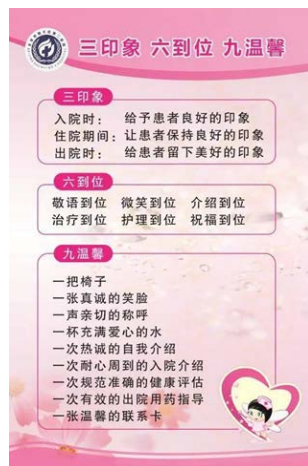 三印象 六到位 九温馨
三印象
入院时： 给予患者良好的印象
住院期间：让患者保持良好的印象
出院时： 给患者留下美好的印象
六到位
敬语到位 微笑到位 介绍到位
治疗到位 护理到位 祝福到位
九温馨
一把椅子
一张真诚的笑脸
一声亲切的称呼
一杯充满爱心的水
一次热诚的自我介绍
一次耐心周到的入院介绍
一次规范准确的健康评估
一次有效的出院用药指导
一张温馨的联系卡